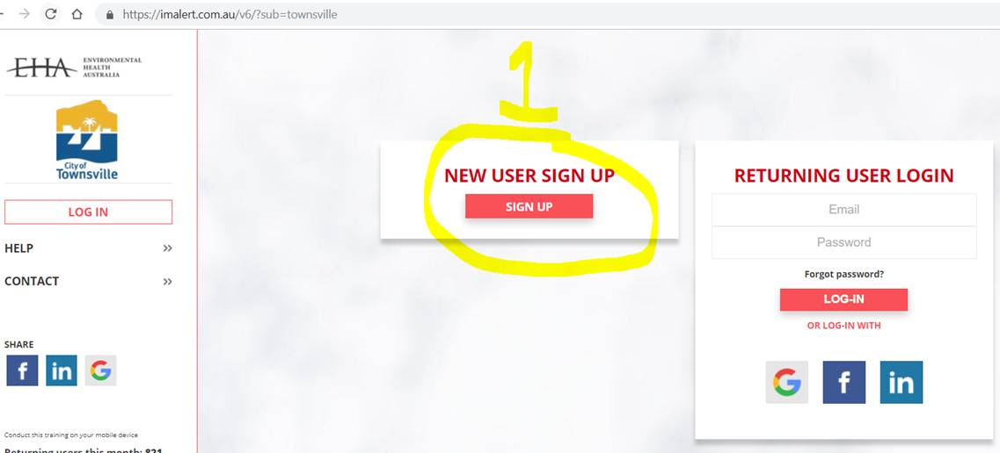 https://imalert.com.au/v6/?sub=townsville
EHA ENVIRONMENTAL
HEALTH
AUSTRALIA
City of
Townsville
LOG IN
HELP
CONTACT
SHARE
f in G
Conduct this training on your mobile device
Returning users this month: 821
1
NEW USER SIGN UP
SIGN UP
RETURNING USER LOGIN
Email
Password
Forgot password?
LOG-IN
OR LOG-IN WITH
G f in